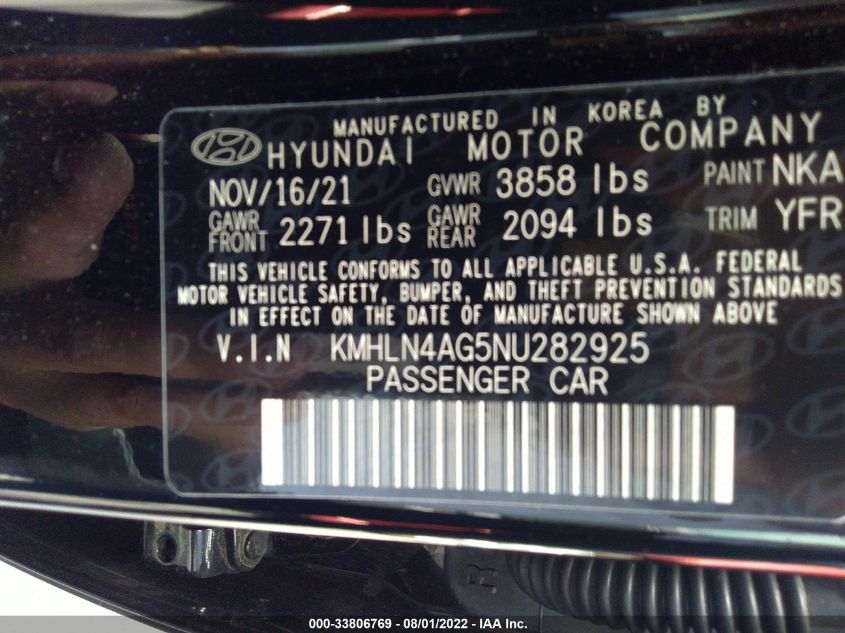 MANUFACTURED IN KOREA BY
HYUNDAI MOTOR COMPANY
NOV/16/21 GVWR 3858 lbs PAINT NKA
GAWR FRONT 2271 lbs GAWR REAR 2094 lbs TRIM YFR
THIS VEHICLE CONFORMS TO ALL APPLICABLE U.S.A. FEDERAL
MOTOR VEHICLE SAFETY, BUMPER, AND THEFT PREVENTION STANDARDS
IN EFFECT ON THE DATE OF MANUFACTURE SHOWN ABOVE
V.I.N KMHLN4AG5NU282925
PASSENGER CAR
000-33806769 - 08/01/2022 - IAA Inc.